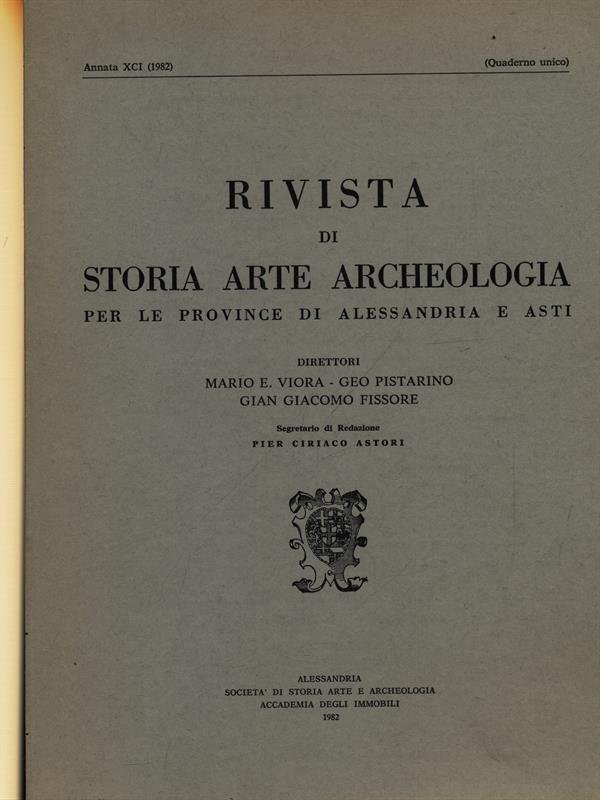 Annata XCI (1982)
(Quaderno unico)
RIVISTA
DI
STORIA ARTE ARCHEOLOGIA
PER LE PROVINCE DI ALESSANDRIA E ASTI
DIRETTORI
MARIO E. VIORA - GEO PISTARINO
GIAN GIACOMO FISSORE
Segretario di Redazione
PIER CIRIACO ASTORI
ALESSANDRIA
SOCIETA' DI STORIA ARTE E ARCHEOLOGIA
ACCADEMIA DEGLI IMMOBILI
1982